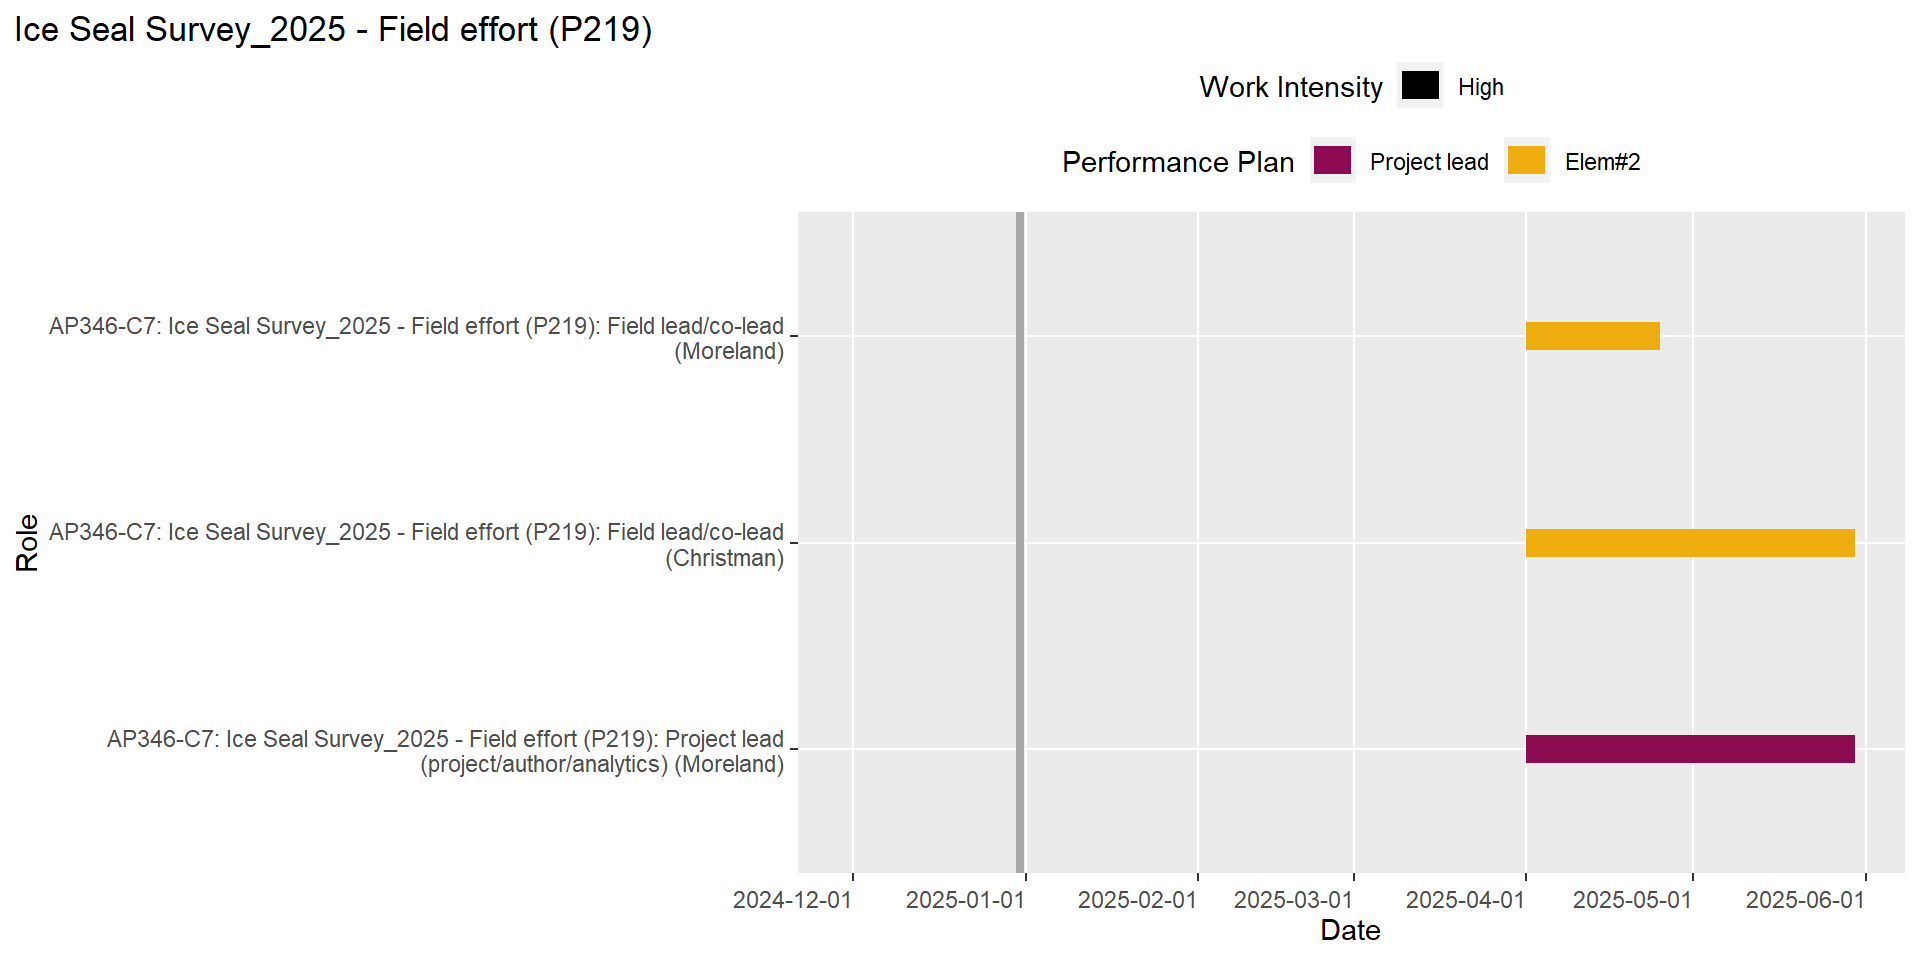 Ice Seal Survey_2025 - Field effort (P219)
Work Intensity High
Performance Plan Project lead Elem#2
AP346-C7: Ice Seal Survey_2025 - Field effort (P219): Field lead/co-lead
(Moreland)
Role
AP346-C7: Ice Seal Survey_2025 - Field effort (P219): Field lead/co-lead
(Christman)
AP346-C7: Ice Seal Survey_2025 - Field effort (P219): Project lead
(project/author/analytics) (Moreland)
2024-12-01 2025-01-01 2025-02-01 2025-03-01 2025-04-01 2025-05-01 2025-06-01
Date